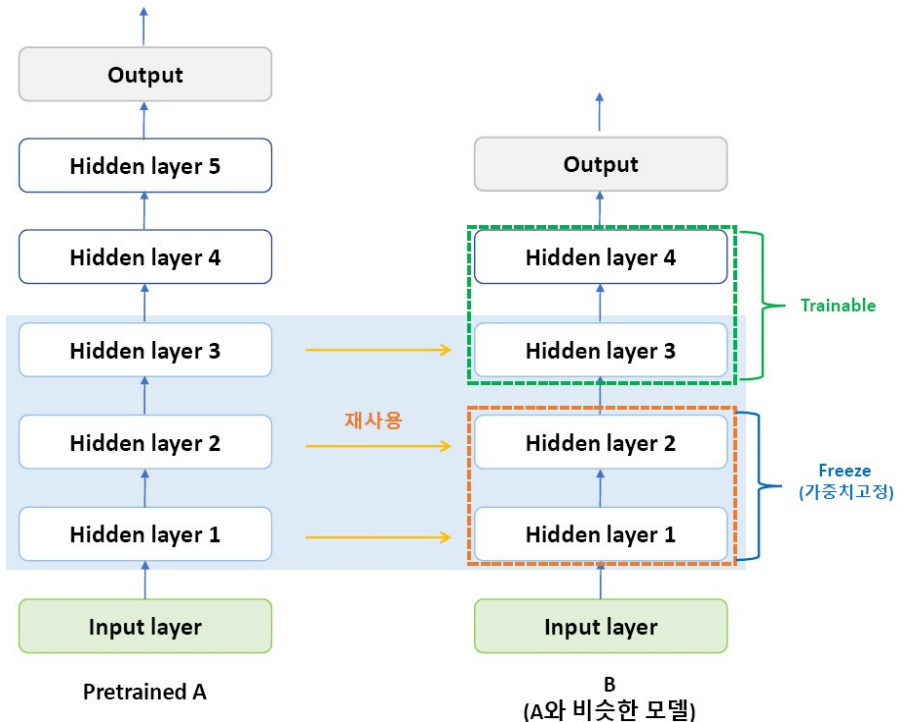 Output
Hidden layer 5
Hidden layer 4
Hidden layer 3
Hidden layer 2
Hidden layer 1
Input layer
Pretrained A
재사용
Output
Hidden layer 4
Hidden layer 3
Hidden layer 2
Hidden layer 1
Input layer
B
(A와 비슷한 모델)
Trainable
Freeze
(가중치고정)